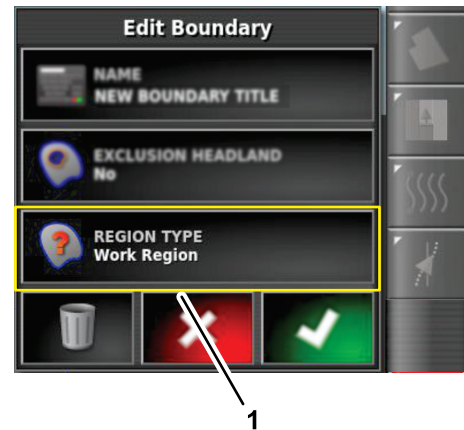 Edit Boundary
NAME
NEW BOUNDARY TITLE
EXCLUSION HEADLAND
No
REGION TYPE
Work Region
1